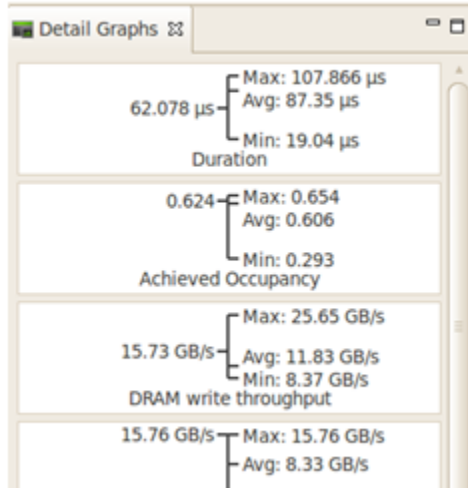 Detail Graphs
Max: 107.866 µs
62.078 µs
Avg: 87.35 µs
Min: 19.04 µs
Duration
0.624
Max: 0.654
Avg: 0.606
Min: 0.293
Achieved Occupancy
Max: 25.65 GB/s
15.73 GB/s
Avg: 11.83 GB/s
Min: 8.37 GB/s
DRAM write throughput
15.76 GB/s
Max: 15.76 GB/s
Avg: 8.33 GB/s